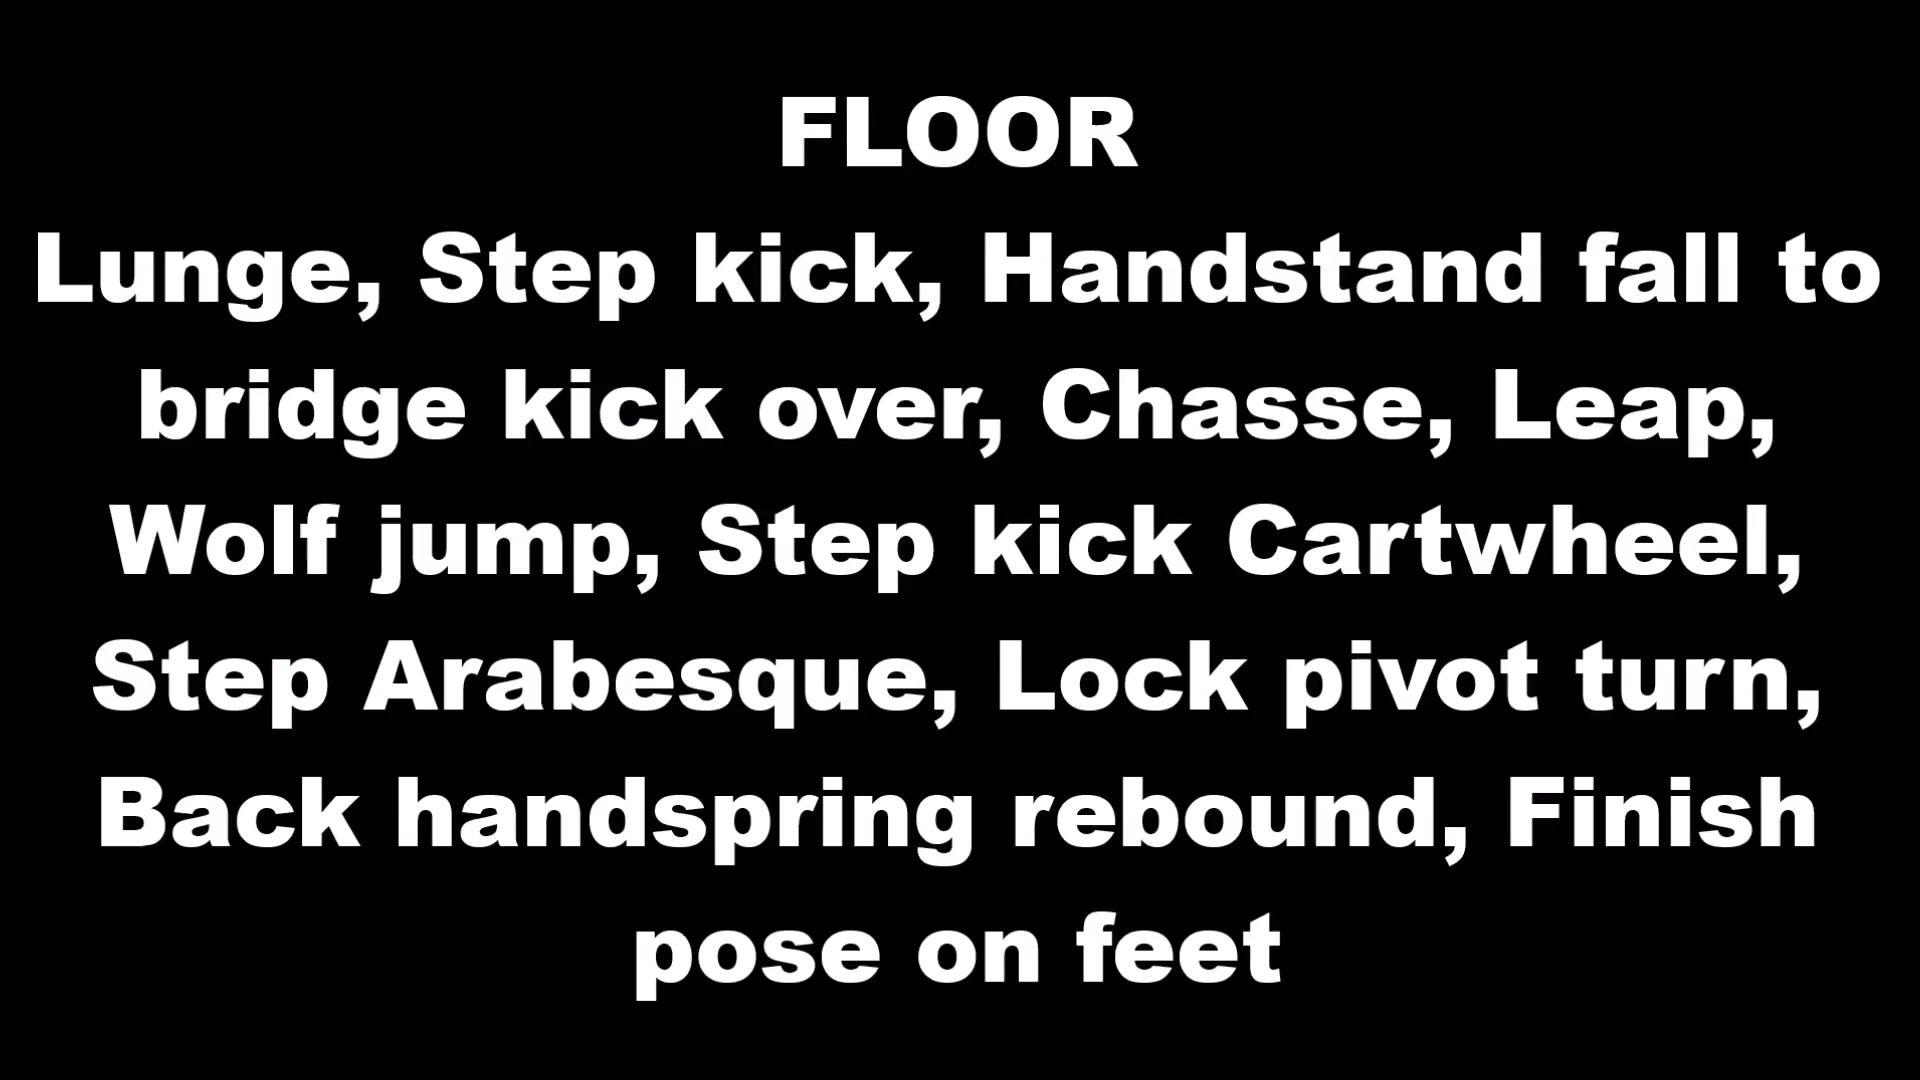 FLOOR
Lunge, Step kick, Handstand fall to
bridge kick over, Chasse, Leap,
Wolf jump, Step kick Cartwheel,
Step Arabesque, Lock pivot turn,
Back handspring rebound, Finish
pose on feet